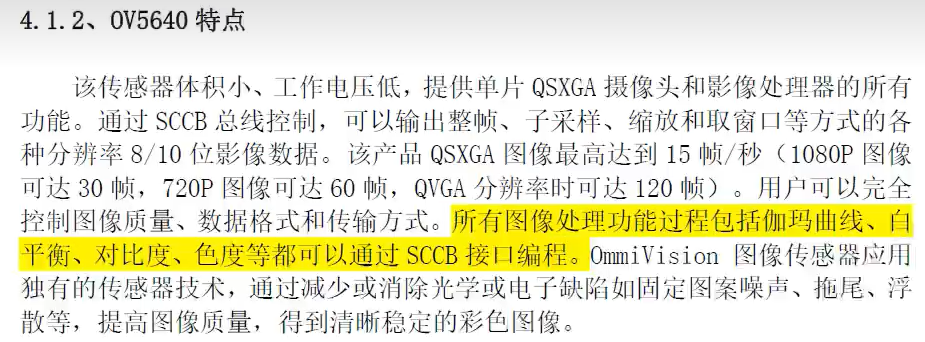 4.1.2、OV5640 特点
该传感器体积小、工作电压低，提供单片 QSXGA 摄像头和影像处理器的所有
功能。通过 SCCB 总线控制，可以输出整帧、子采样、缩放和取窗口等方式的各
种分辨率 8/10 位影像数据。该产品 QSXGA 图像最高达到 15 帧/秒（1080P 图像
可达 30 帧，720P 图像可达 60 帧，QVGA 分辨率时可达 120 帧）。用户可以完全
控制图像质量、数据格式和传输方式。所有图像处理功能过程包括伽玛曲线、白
平衡、对比度、色度等都可以通过 SCCB 接口编程。OmmiVision 图像传感器应用
独有的传感器技术，通过减少或消除光学或电子缺陷如固定图案噪声、拖尾、浮
散等，提高图像质量，得到清晰稳定的彩色图像。